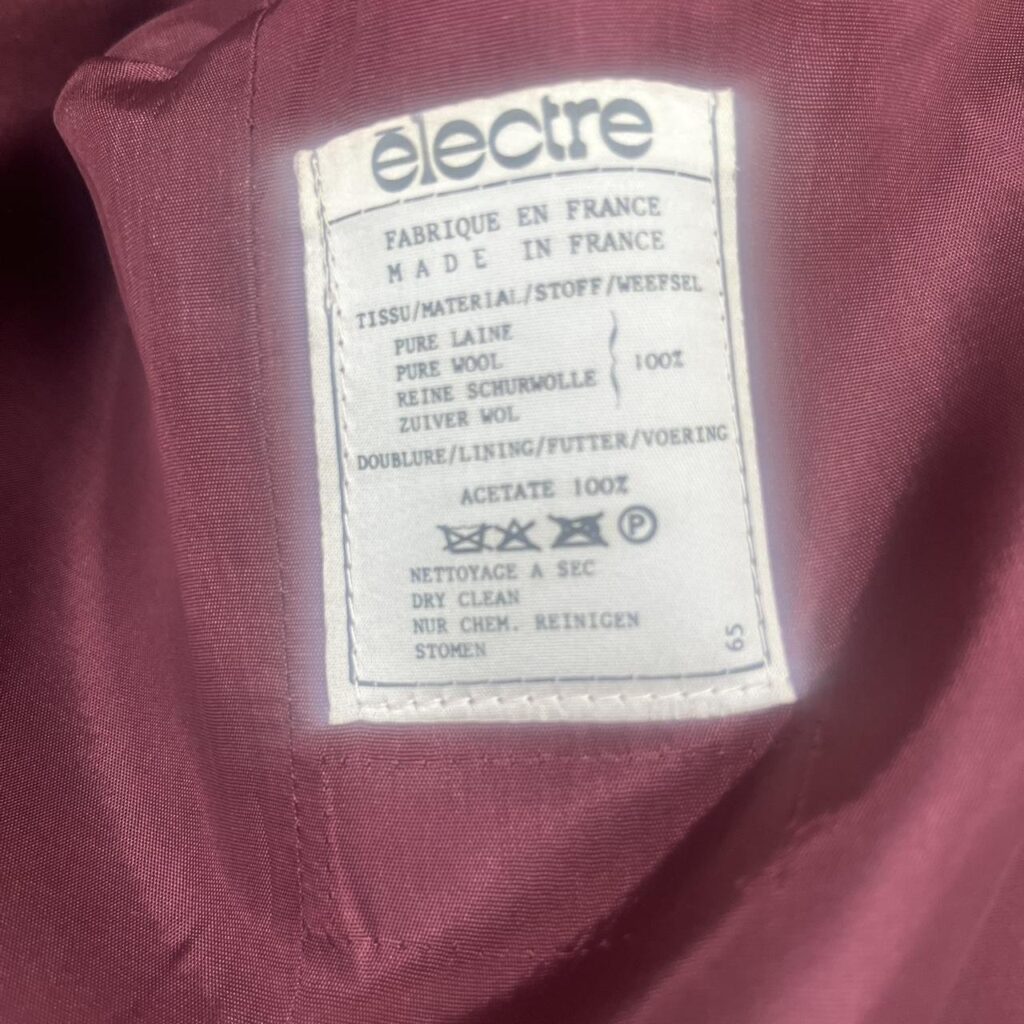 électre
FABRIQUE EN FRANCE
MADE IN FRANCE
TISSU/MATERIAL/STOFF/WEEFSEL
PURE LAINE
PURE WOOL
REINE SCHURWOLLE
ZUIVER WOL
100%
DOUBLURE/LINING/FUTTER/VOERING
ACETATE 100%
P
NETTOYAGE A SEC
DRY CLEAN
NUR CHEM. REINIGEN
STOMEN
65